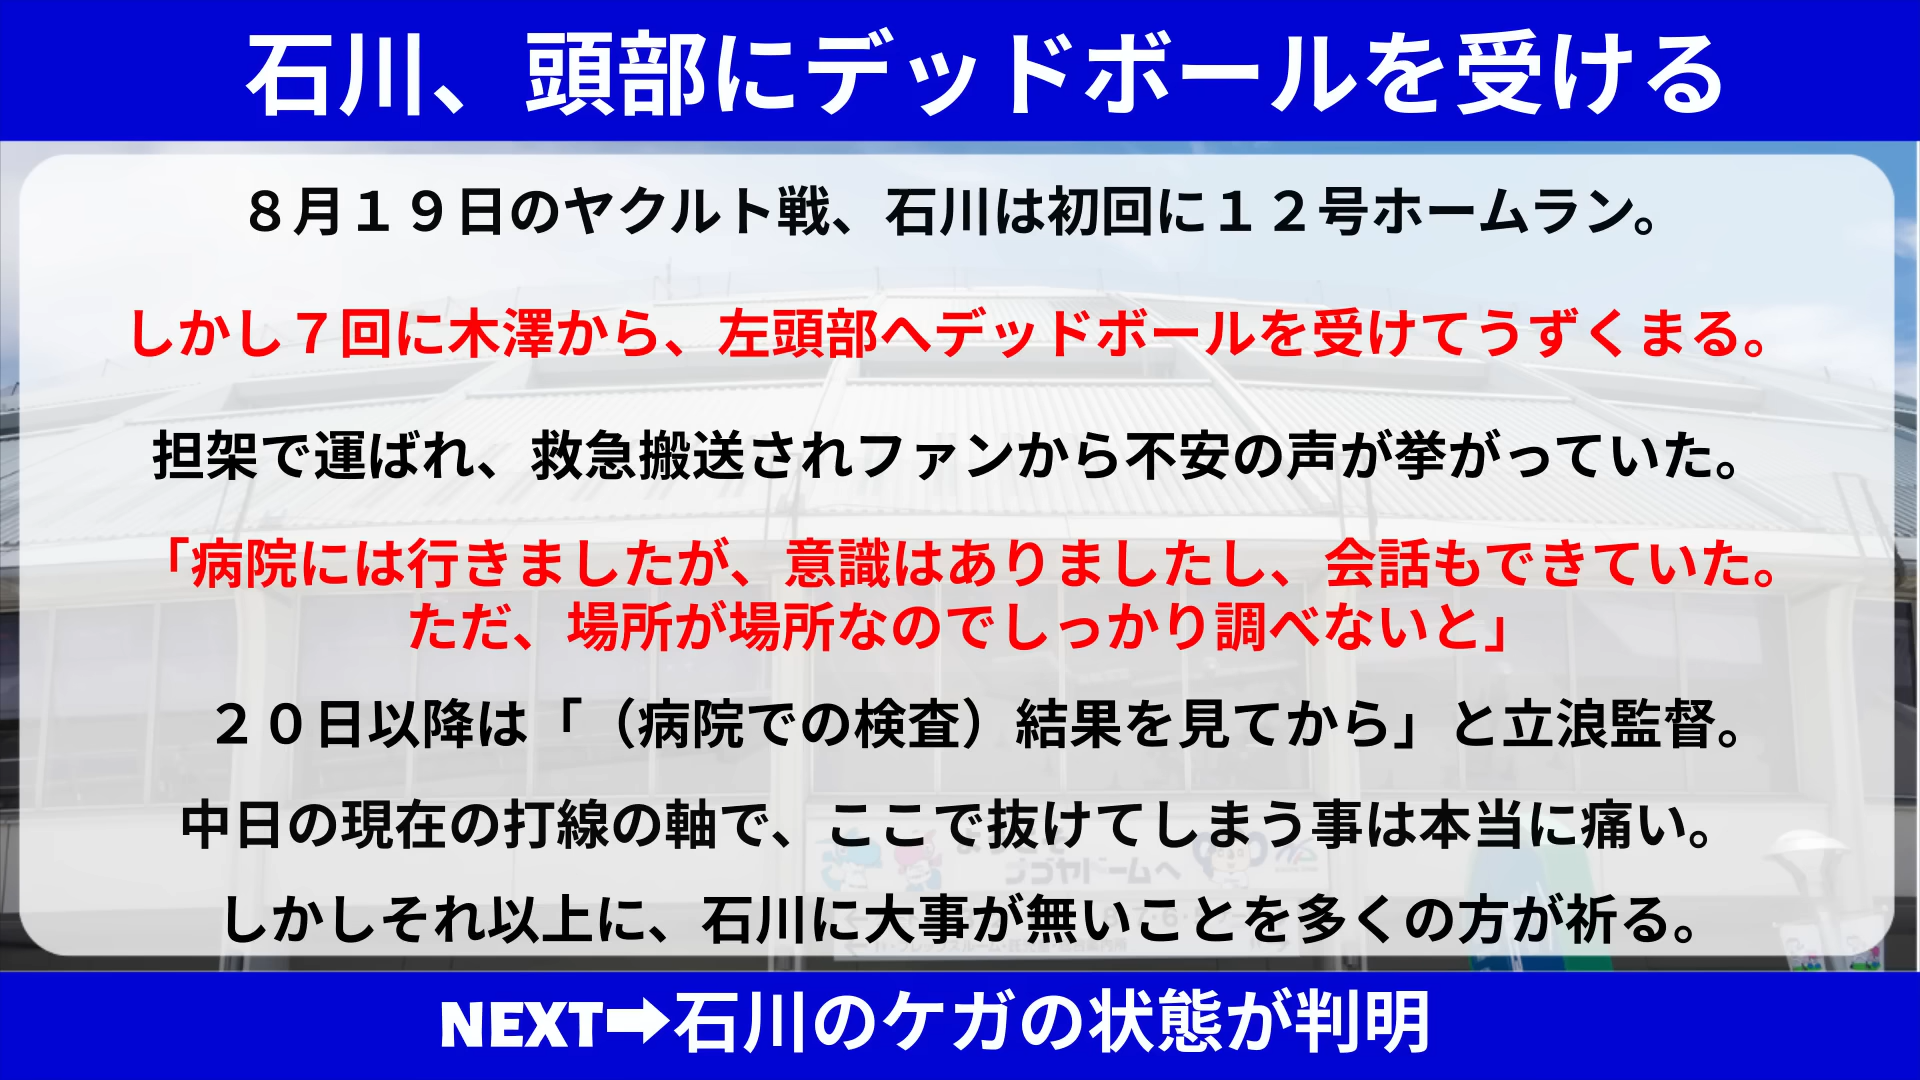 石川、頭部にデッドボールを受ける
８月１９日のヤクルト戦、石川は初回に１２号ホームラン。
しかし７回に木澤から、左頭部へデッドボールを受けてうずくまる。
担架で運ばれ、救急搬送されファンから不安の声が挙がっていた。
「病院には行きましたが、意識はありましたし、会話もできていた。
ただ、場所が場所なのでしっかり調べないと」
２０日以降は「（病院での検査）結果を見てから」と立浪監督。
中日の現在の打線の軸で、ここで抜けてしまう事は本当に痛い。
ナゴヤドームへ
しかしそれ以上に、石川に大事が無いことを多くの方が祈る。
NEXT➡石川のケガの状態が判明